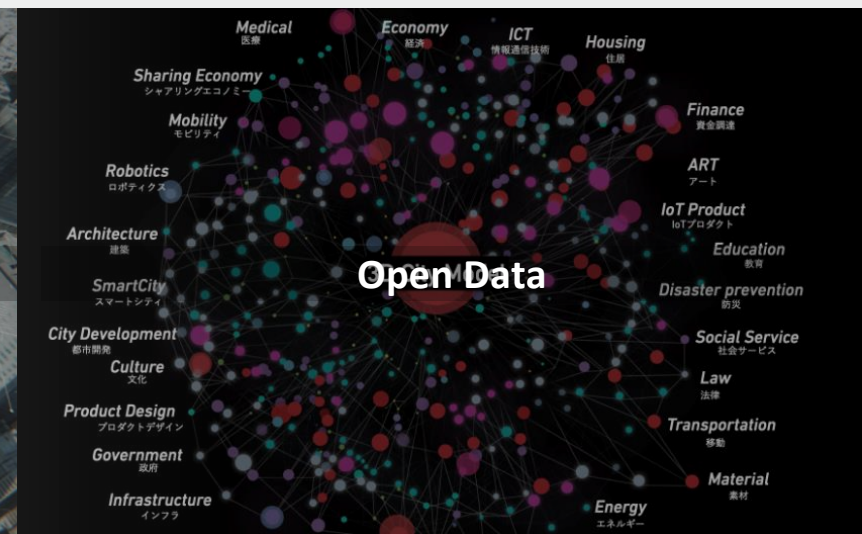 Medical
医療
Economy
経済
ICT
情報通信技術
Housing
住居
Sharing Economy
シャアリングエコノミー
Finance
資金調達
Mobility
モビリティ
ART
アート
Robotics
ロボティクス
IoT Product
IoTプロダクト
Architecture
建築
Education
教育
3D City Model
Open Data
SmartCity
スマートシティ
Disaster prevention
防災
City Development
都市開発
Social Service
社会サービス
Culture
文化
Law
法律
Product Design
プロダクトデザイン
Transportation
移動
Government
政府
Material
素材
Infrastructure
インフラ
Energy
エネルギー